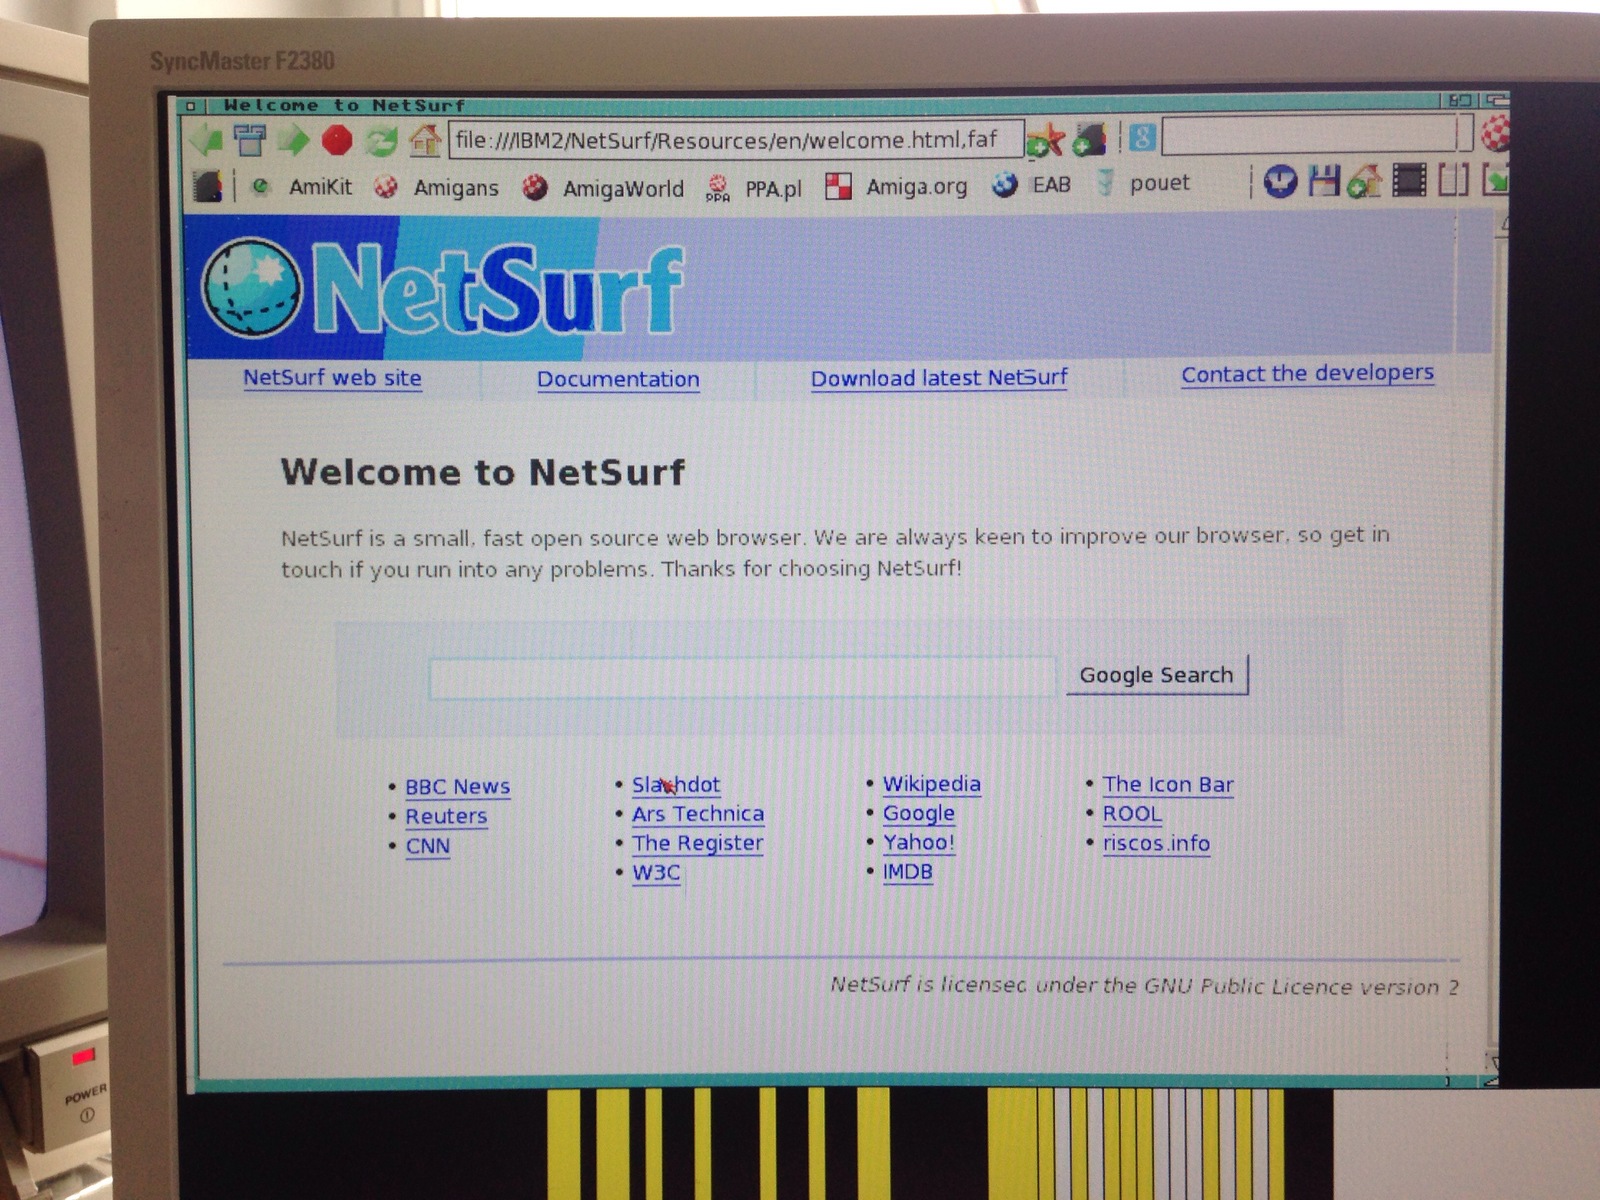 SyncMaster F2380
Welcome to NetSurf
file:///IBM2/NetSurf/Resources/en/welcome.html,faf
g
AmiKit Amigans AmigaWorld PPA PPA.pl Amiga.org EAB pouet
NetSurf
NetSurf web site Documentation Download latest NetSurf Contact the developers
Welcome to NetSurf
NetSurf is a small, fast open source web browser. We are always keen to improve our browser, so get in
touch if you run into any problems. Thanks for choosing NetSurf!
Google Search
• BBC News • Slashdot • Wikipedia • The Icon Bar
• Reuters • Ars Technica • Google • ROOL
• CNN • The Register • Yahoo! • riscos.info
• W3C • IMDB
NetSurf is licensed under the GNU Public Licence version 2
POWER